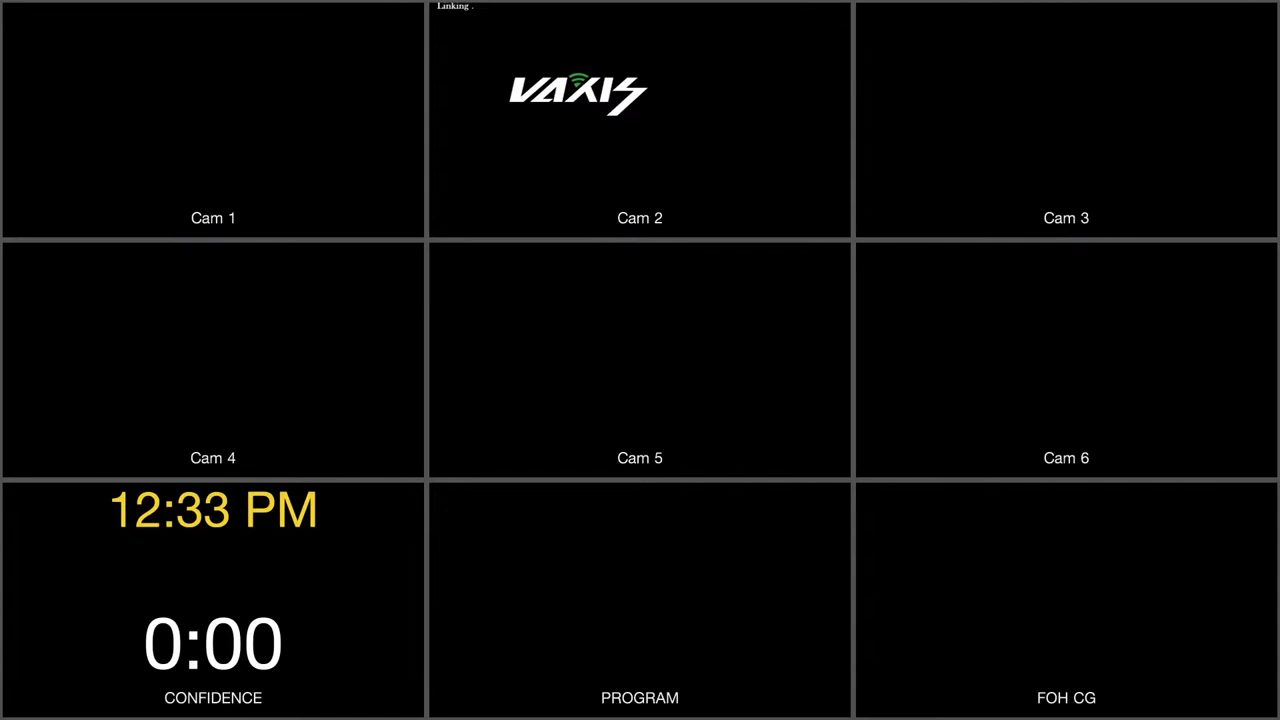 Linking .
VAXIS
Cam 1
Cam 2
Cam 3
Cam 4
Cam 5
Cam 6
12:33 PM
0:00
CONFIDENCE
PROGRAM
FOH CG